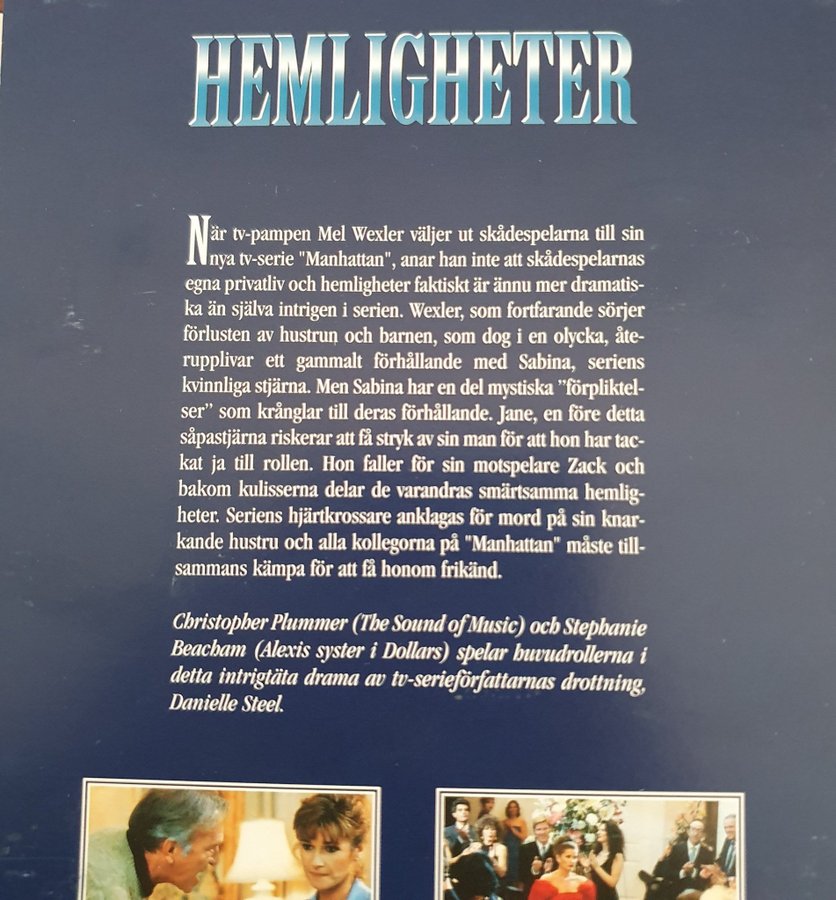 HEMLIGHETER
När tv-pampen Mel Wexler väljer ut skådespelarna till sin
nya tv-serie "Manhattan", anar han inte att skådespelarnas
egna privatliv och hemligheter faktiskt är ännu mer dramatis-
ka än själva intrigen i serien. Wexler, som fortfarande sörjer
förlusten av hustrun och barnen, som dog i en olycka, åte-
rupplivar ett gammalt förhållande med Sabina, seriens
kvinnliga stjärna. Men Sabina har en del mystiska ”förpliktel-
ser” som krånglar till deras förhållande. Jane, en före detta
såpastjärna riskerar att få stryk av sin man för att hon har tac-
kat ja till rollen. Hon faller för sin motspelare Zack och
bakom kulisserna delar de varandras smärtsamma hemlig-
heter. Seriens hjärtkrossare anklagas för mord på sin knar-
kande hustru och alla kollegorna på "Manhattan" måste till-
sammans kämpa för att få honom frikänd.
Christopher Plummer (The Sound of Music) och Stephanie
Beacham (Alexis syster i Dollars) spelar huvudrollerna i
detta intrigtäta drama av tv-serieförfattarnas drottning,
Danielle Steel.